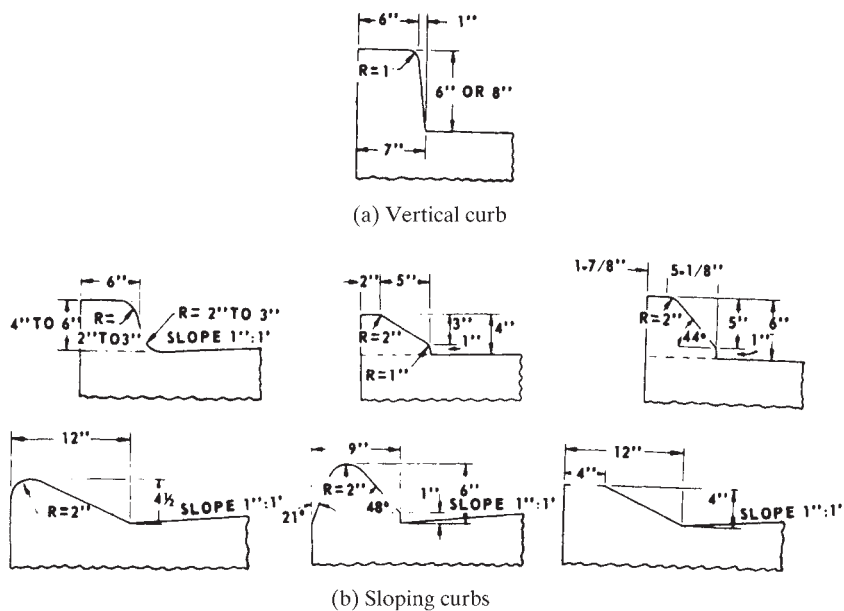 6" 1"
R=1
6" OR 8"
7"
(a) Vertical curb
6"
4" TO 6"
R=
2"TO3"
R= 2"TO 3"
SLOPE 1":1'
2" 5"
R=2"
3"
4"
1"
R=1"
1-7/8" 5-1/8"
R=2"
44°
5"
6"
1"
12"
R=2"
4½
SLOPE 1":1'
9"
R=2"
21°
48°
1"
6"
SLOPE 1":1'
12"
4"
4"
SLOPE 1":1'
(b) Sloping curbs